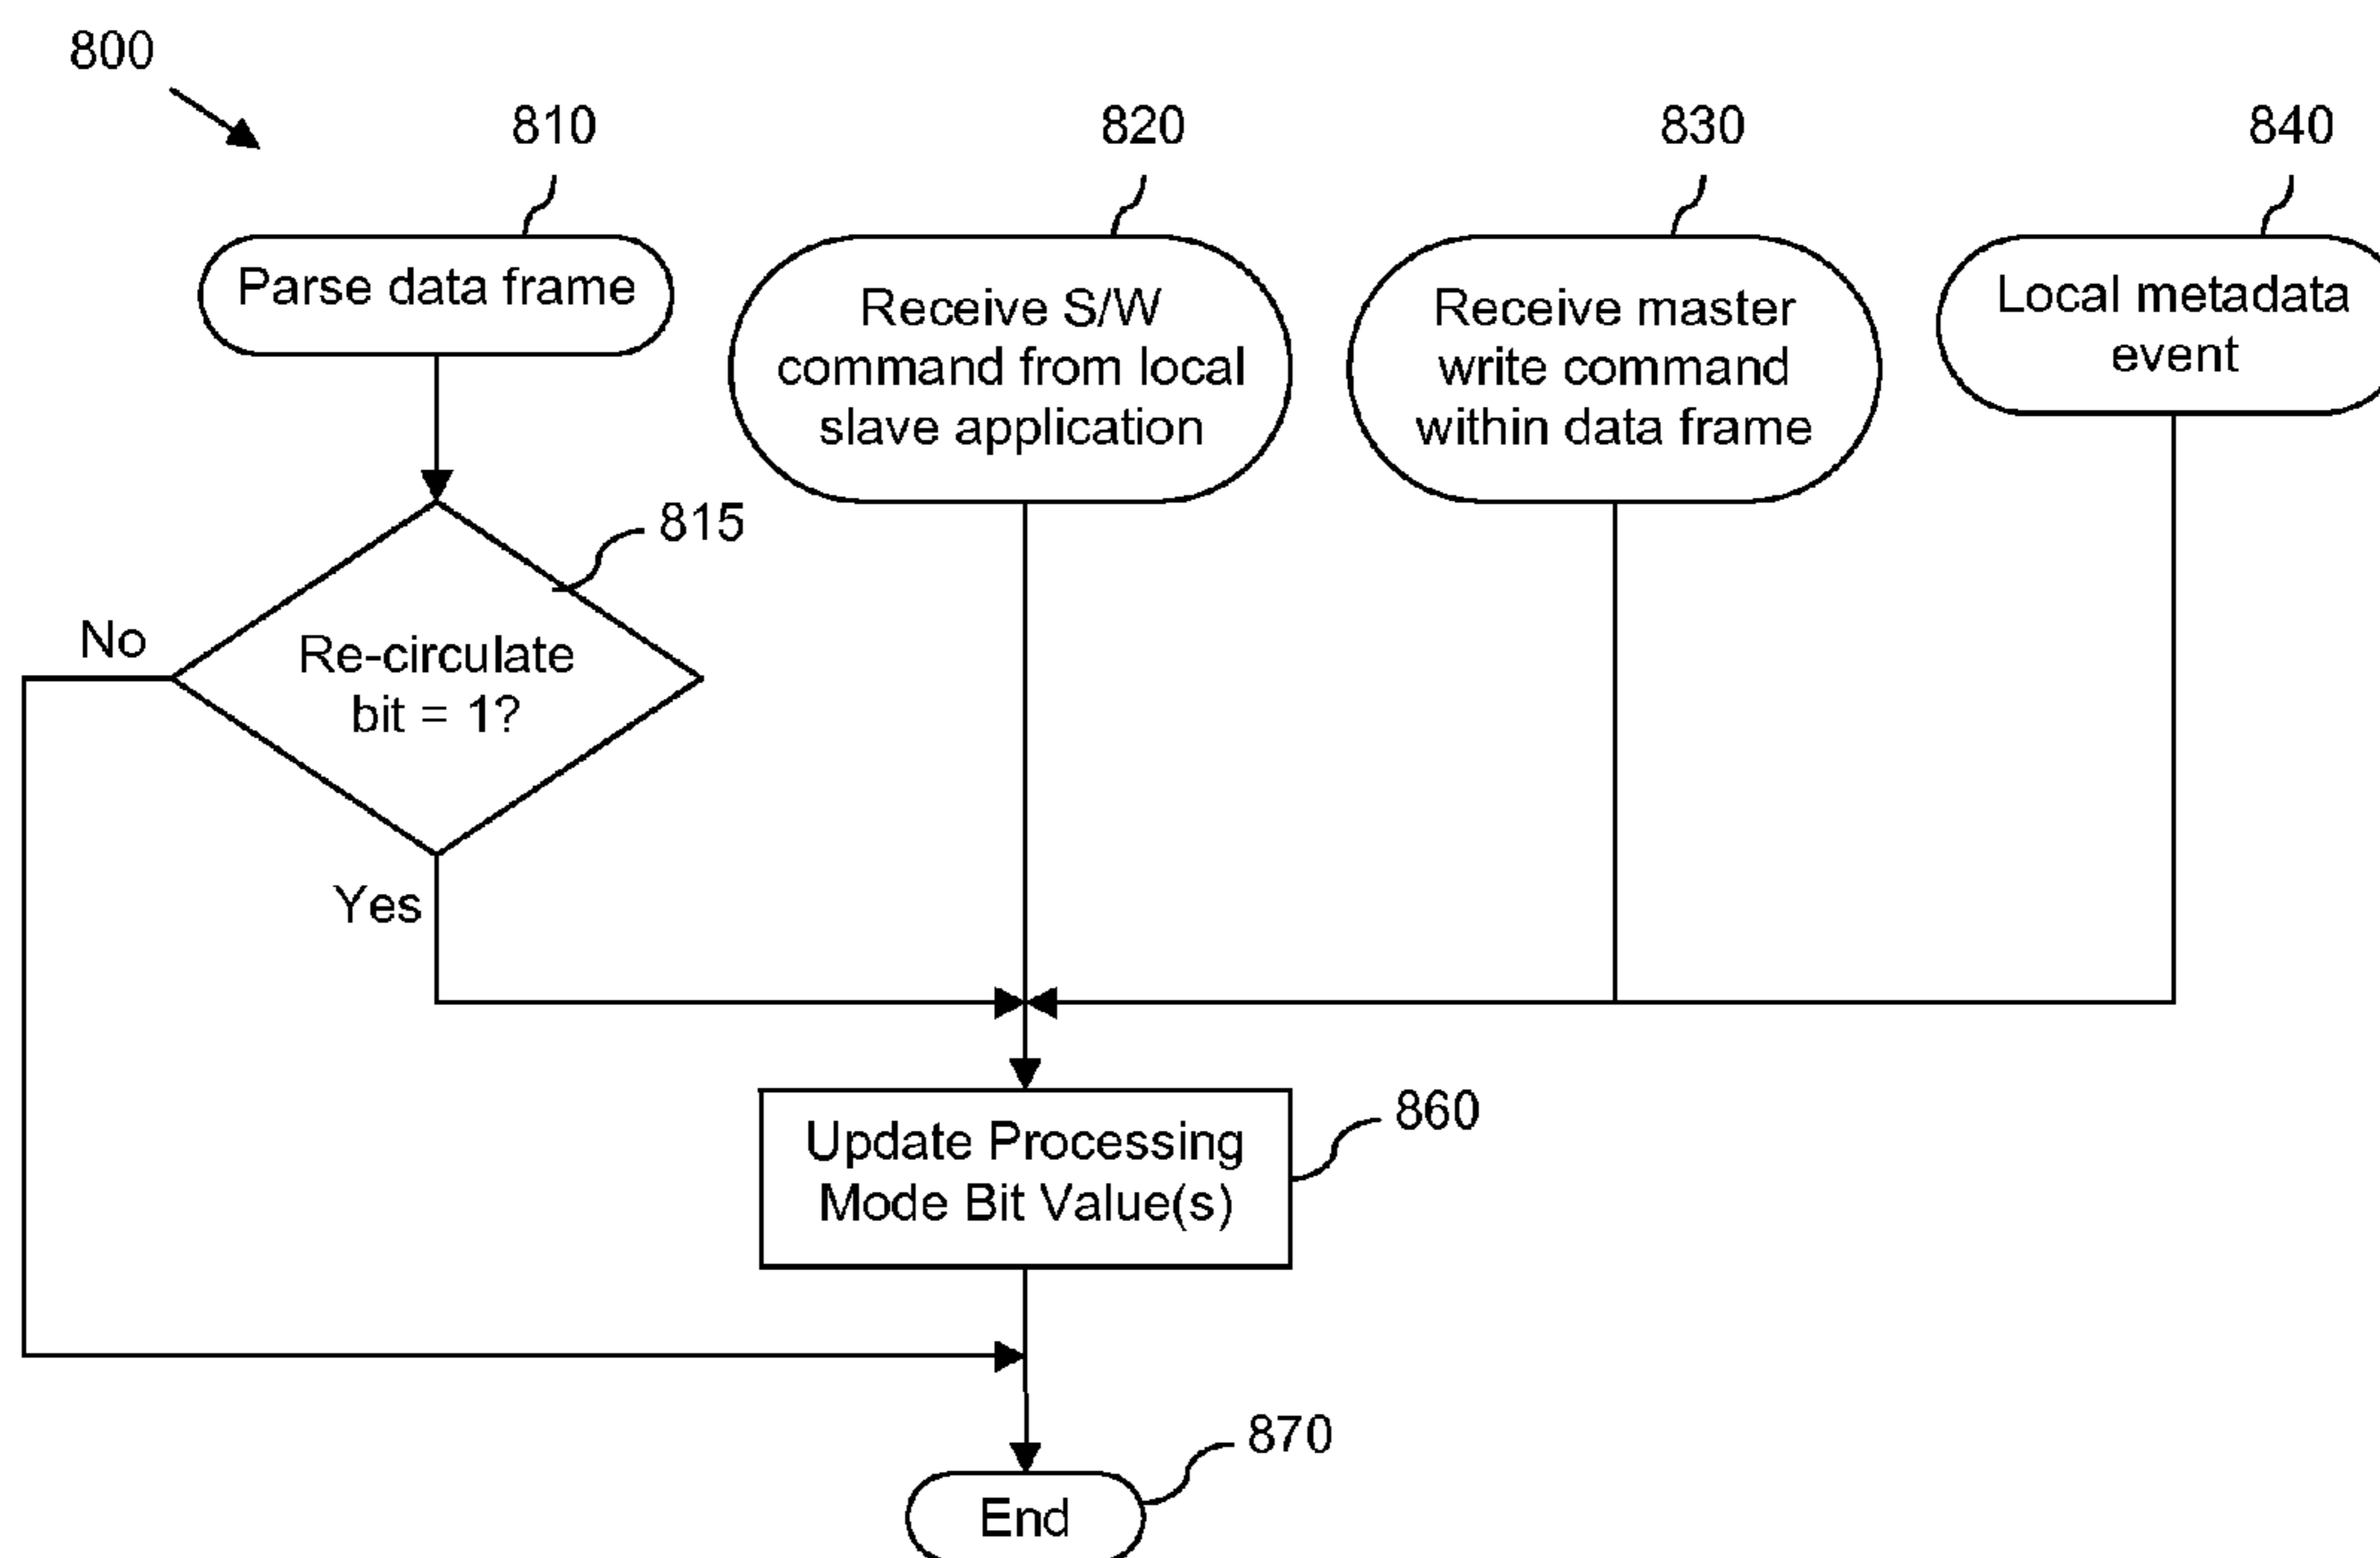 800
810
820
830
840
Parse data frame
Receive S/W
command from local
slave application
Receive master
write command
within data frame
Local metadata
event
815
No
Re-circulate
bit = 1?
Yes
860
Update Processing
Mode Bit Value(s)
870
End